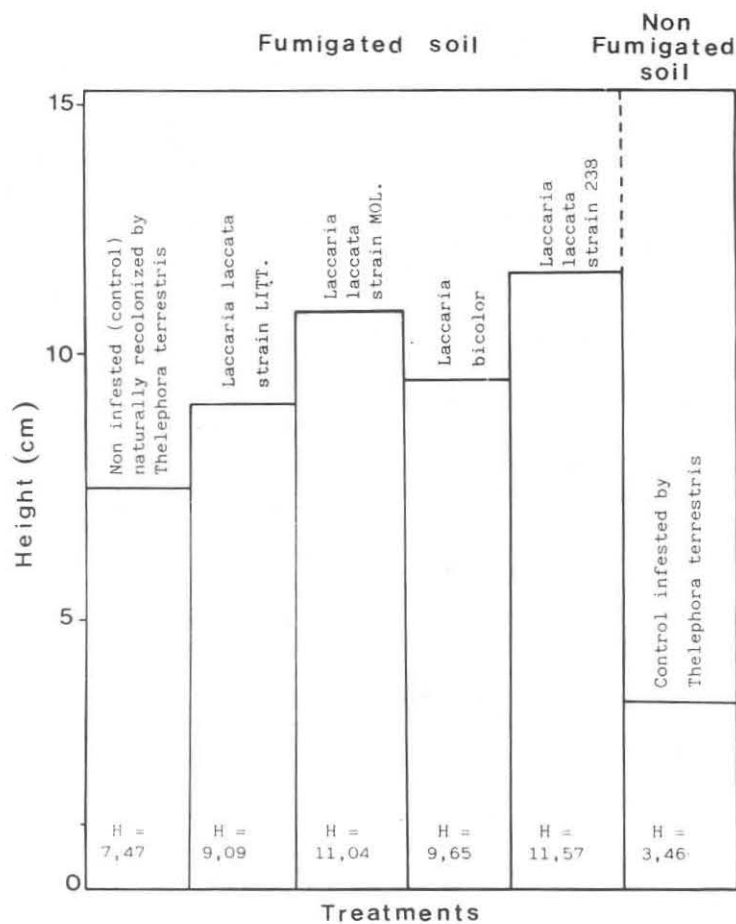 Fumigated soil
Non
Fumigated
soil
Height (cm)
15
10
5
0
Non infested (control)
naturally recolonized by
Thelephora terrestris
Laccaria laccata
strain LITT.
Laccaria
laccata
strain MOL.
Laccaria
bicolor
Laccaria
laccata
strain 238
Control infested by
Thelephora terrestris
H =
7,47
H =
9,09
H =
11,04
H =
9,65
H =
11,57
H =
3,46
Treatments